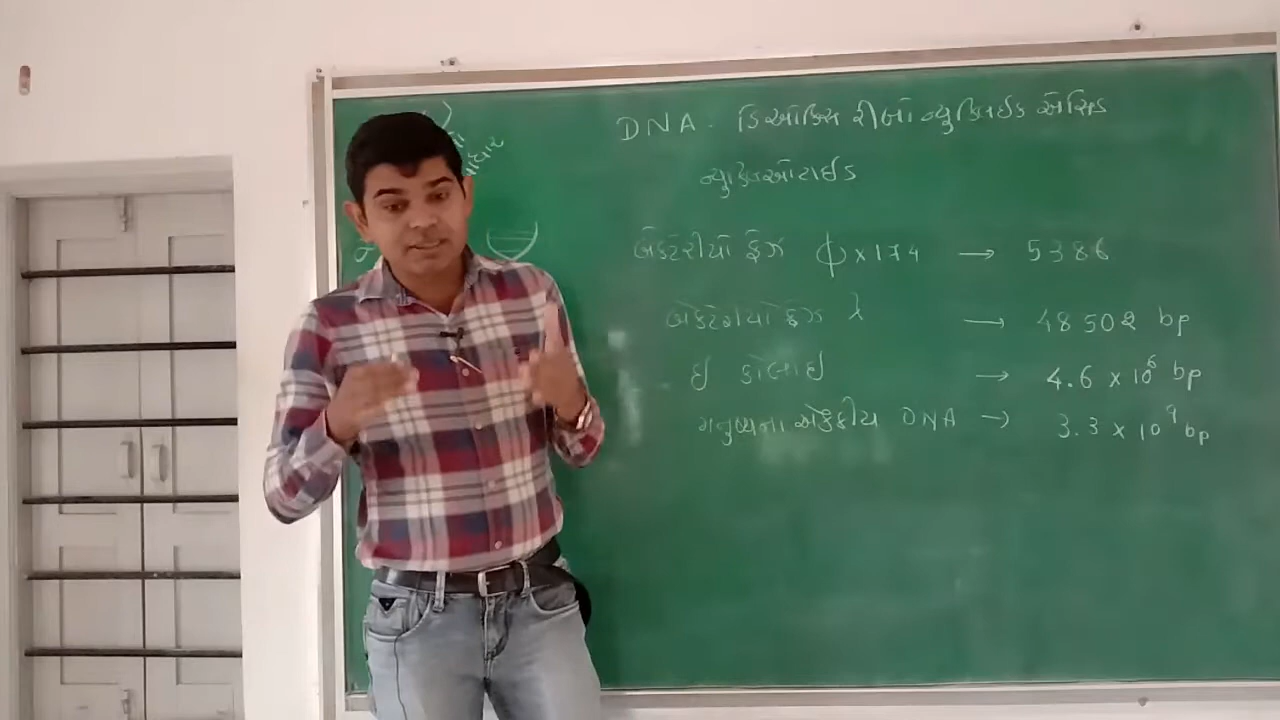 DNA. ડિઓક્સિ રીબો ન્યુક્લિઇક ઍસિડ
ન્યુક્લિઓટાઇડ
બેક્ટેરીયો ફેઝ ϕ×174 → 5386
બેક્ટેરીયો ફેઝ λ → 48502 bp
ઈ કોલાઈ → 4.6 × 10⁶ bp
મનુષ્યના એકકીય DNA → 3.3 × 10⁹ bp